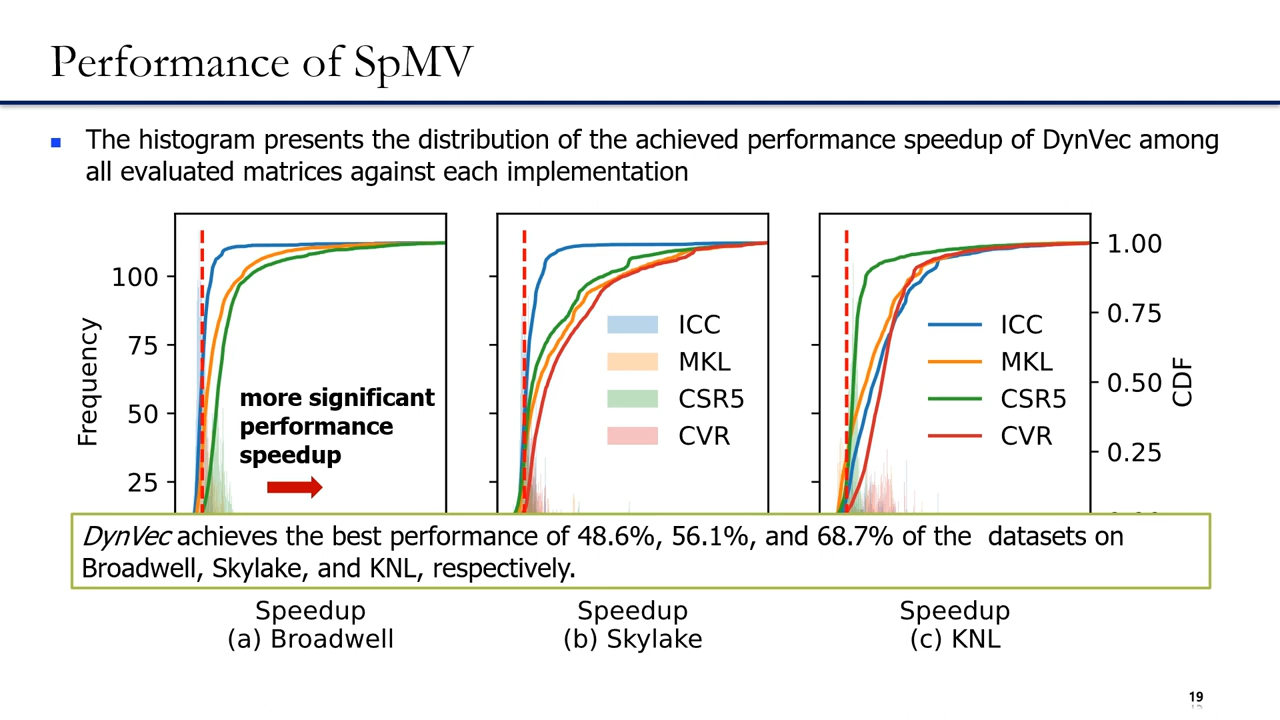 Performance of SpMV
The histogram presents the distribution of the achieved performance speedup of DynVec among
all evaluated matrices against each implementation
Frequency
100
75
50
25
more significant
performance
speedup
ICC
MKL
CSR5
CVR
ICC
MKL
CSR5
CVR
1.00
0.75
0.50
0.25
CDF
DynVec achieves the best performance of 48.6%, 56.1%, and 68.7% of the datasets on
Broadwell, Skylake, and KNL, respectively.
Speedup
(a) Broadwell
Speedup
(b) Skylake
Speedup
(c) KNL
19